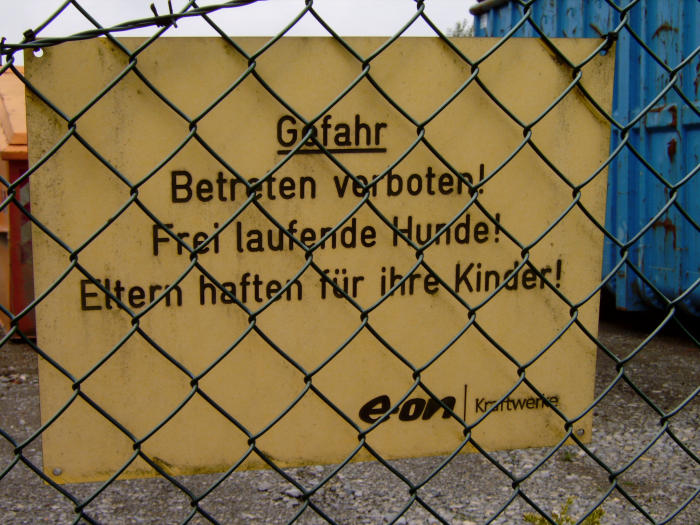 Gefahr
Betreten verboten!
Frei laufende Hunde!
Eltern haften für ihre Kinder!
e·on | Kraftwerke